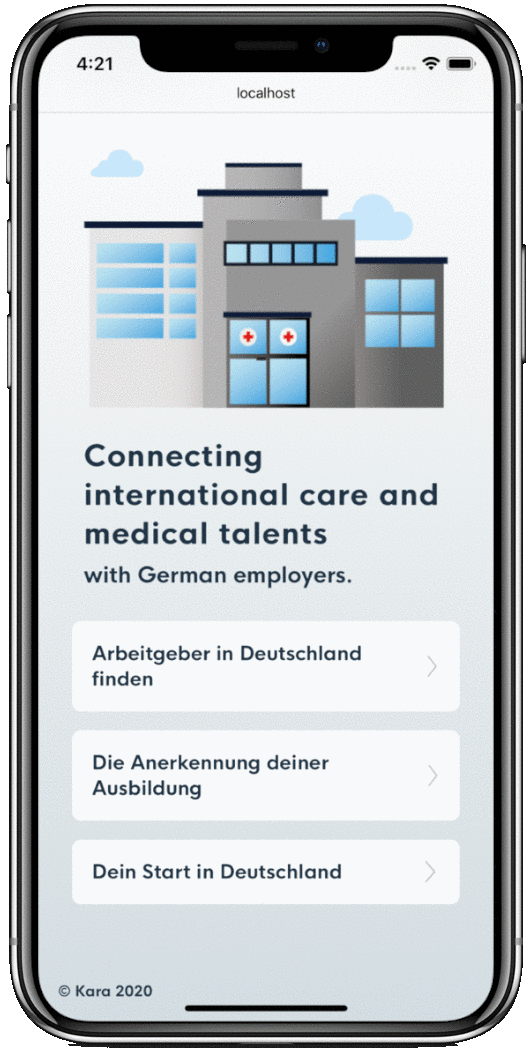 4:21
localhost
Connecting
international care and
medical talents
with German employers.
Arbeitgeber in Deutschland
finden
Die Anerkennung deiner
Ausbildung
Dein Start in Deutschland
© Kara 2020